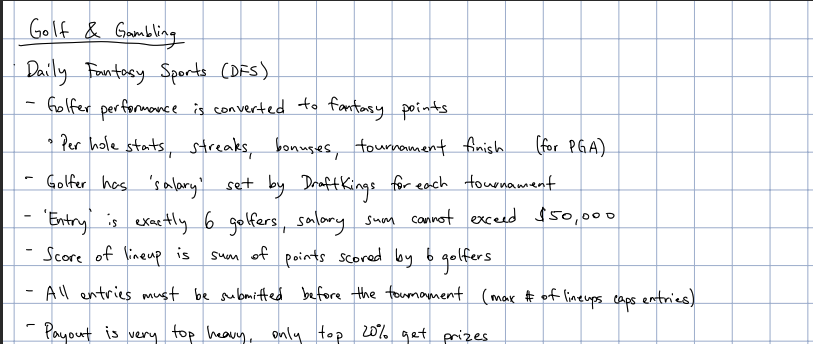 Golf & Gambling
Daily Fantasy Sports (DFS)
- Golfer performance is converted to fantasy points
• Per hole stats, streaks, bonuses, tournament finish (for PGA)
- Golfer has 'salary' set by DraftKings for each tournament
- 'Entry' is exactly 6 golfers, salary sum cannot exceed $50,000
- Score of lineup is sum of points scored by 6 golfers
- All entries must be submitted before the tournament (max # of lineups caps entries)
- Payout is very top heavy, only top 20% get prizes